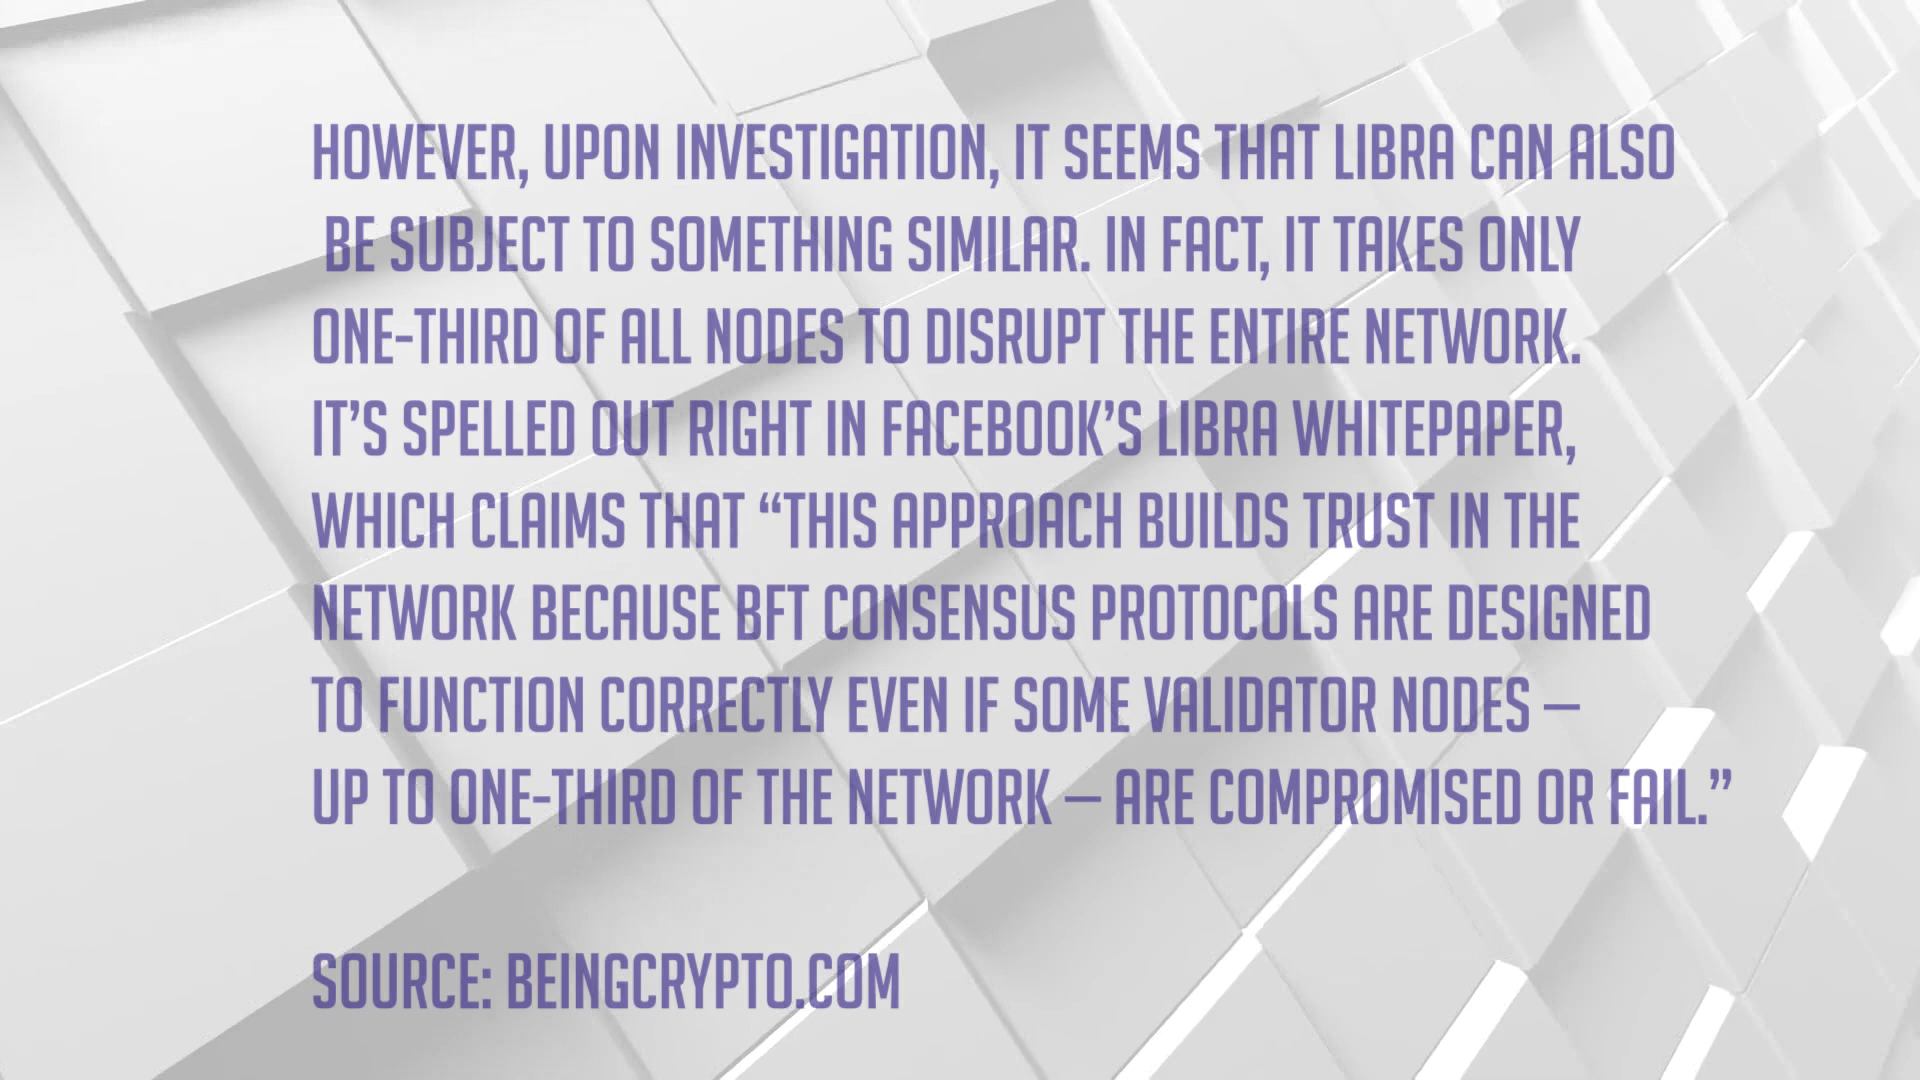 HOWEVER, UPON INVESTIGATION, IT SEEMS THAT LIBRA CAN ALSO
BE SUBJECT TO SOMETHING SIMILAR. IN FACT, IT TAKES ONLY
ONE-THIRD OF ALL NODES TO DISRUPT THE ENTIRE NETWORK.
IT’S SPELLED OUT RIGHT IN FACEBOOK’S LIBRA WHITEPAPER,
WHICH CLAIMS THAT “THIS APPROACH BUILDS TRUST IN THE
NETWORK BECAUSE BFT CONSENSUS PROTOCOLS ARE DESIGNED
TO FUNCTION CORRECTLY EVEN IF SOME VALIDATOR NODES —
UP TO ONE-THIRD OF THE NETWORK — ARE COMPROMISED OR FAIL.”
SOURCE: BEINGCRYPTO.COM